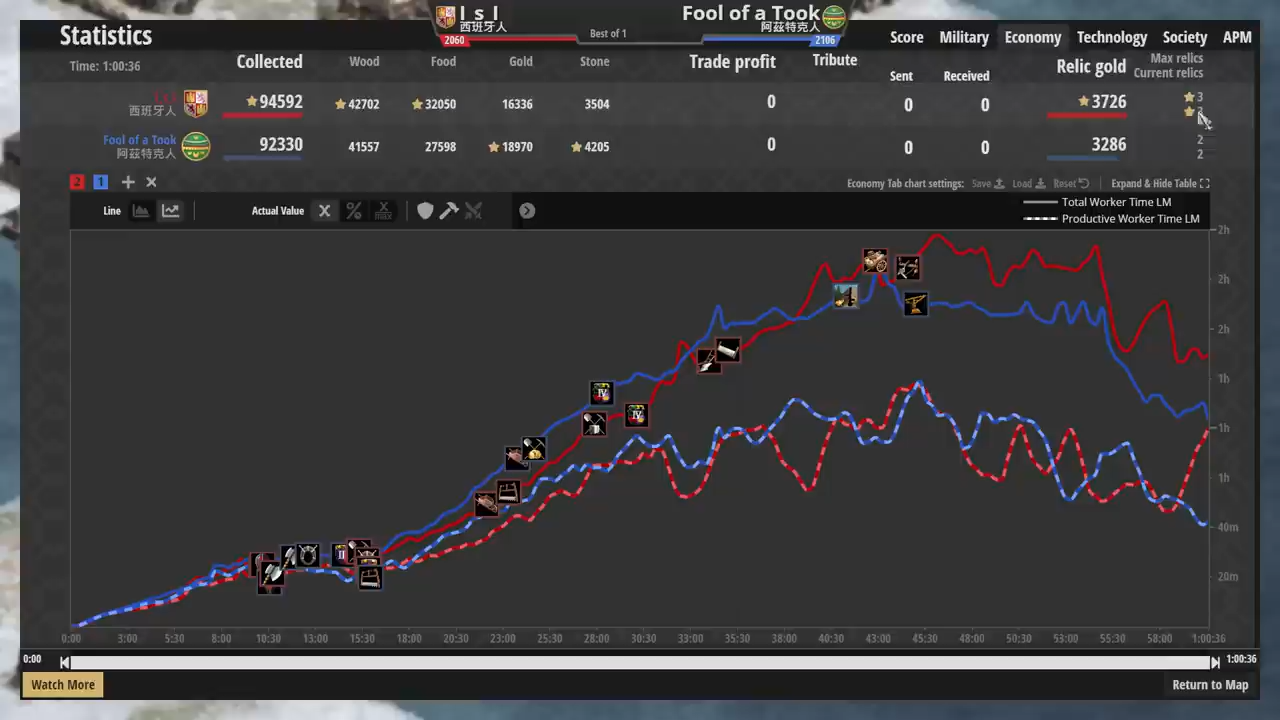 l s l
西班牙人
2060
Best of 1
Fool of a Took
阿兹特克人
2106
Statistics
Score Military Economy Technology Society APM
Time: 1:00:36
Collected Wood Food Gold Stone Trade profit Tribute Sent Received Relic gold Max relics
Current relics
西班牙人
94592 42702 32050 16336 3504 0 0 0 3726 3
Fool of a Took
阿兹特克人
92330 41557 27598 18970 4205 0 0 0 3286 2
2
2 1
Economy Tab chart settings: Save Load Reset Expand & Hide Table
Line Actual Value
Total Worker Time LM
Productive Worker Time LM
2h
2h
2h
1h
1h
1h
40m
20m
0:00 3:00 5:30 8:00 10:30 13:00 15:30 18:00 20:30 23:00 25:30 28:00 30:30 33:00 35:30 38:00 40:30 43:00 45:30 48:00 50:30 53:00 55:30 58:00 1:00:36
0:00 1:00:36
Watch More Return to Map